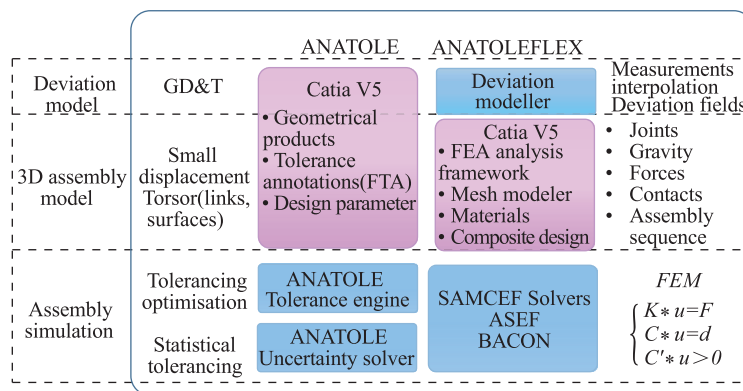 ANATOLE
ANATOLEFLEX
Deviation
model
GD&T
Catia V5
• Geometrical
products
• Tolerance
annotations(FTA)
• Design parameter
Deviation
modeller
Measurements
interpolation
Deviation fields
3D assembly
model
Small
displacement
Torsor(links,
surfaces)
Catia V5
• FEA analysis
framework
• Mesh modeler
• Materials
• Composite design
• Joints
• Gravity
• Forces
• Contacts
• Assembly
sequence
Assembly
simulation
Tolerancing
optimisation
ANATOLE
Tolerance engine
Statistical
tolerancing
ANATOLE
Uncertainty solver
SAMCEF Solvers
ASEF
BACON
FEM
K* u=F
C* u=d
C'* u>0